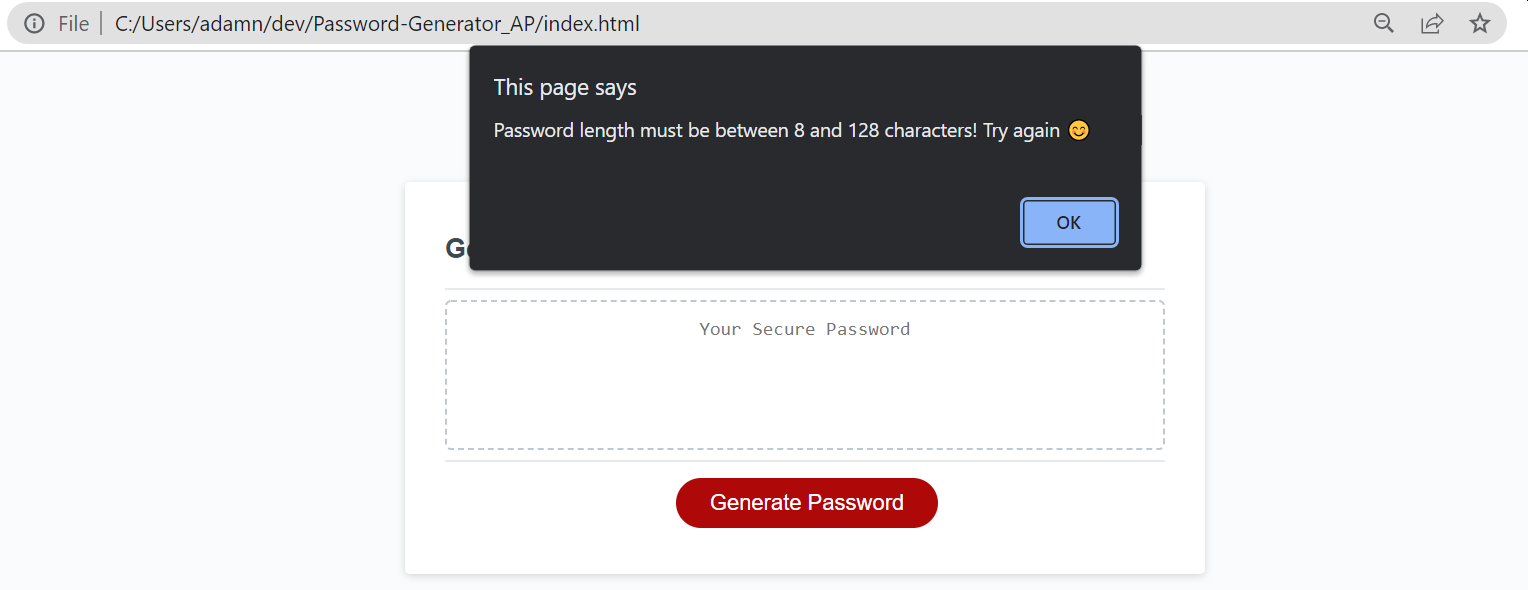 File C:/Users/adamn/dev/Password-Generator_AP/index.html
This page says
Password length must be between 8 and 128 characters! Try again 😊
OK
Your Secure Password
Generate Password